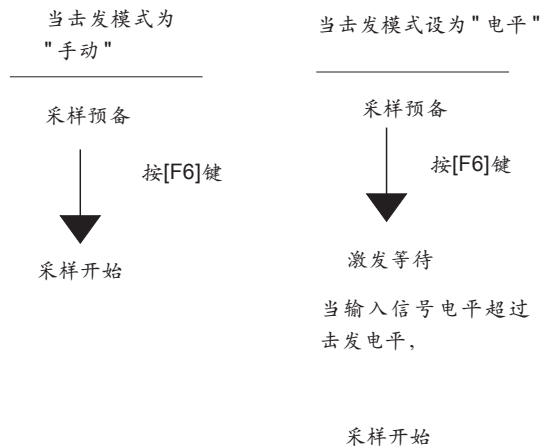 当击发模式为
"手动"
采样预备
按[F6]键
采样开始
当击发模式设为"电平"
采样预备
按[F6]键
激发等待
当输入信号电平超过
击发电平，
采样开始